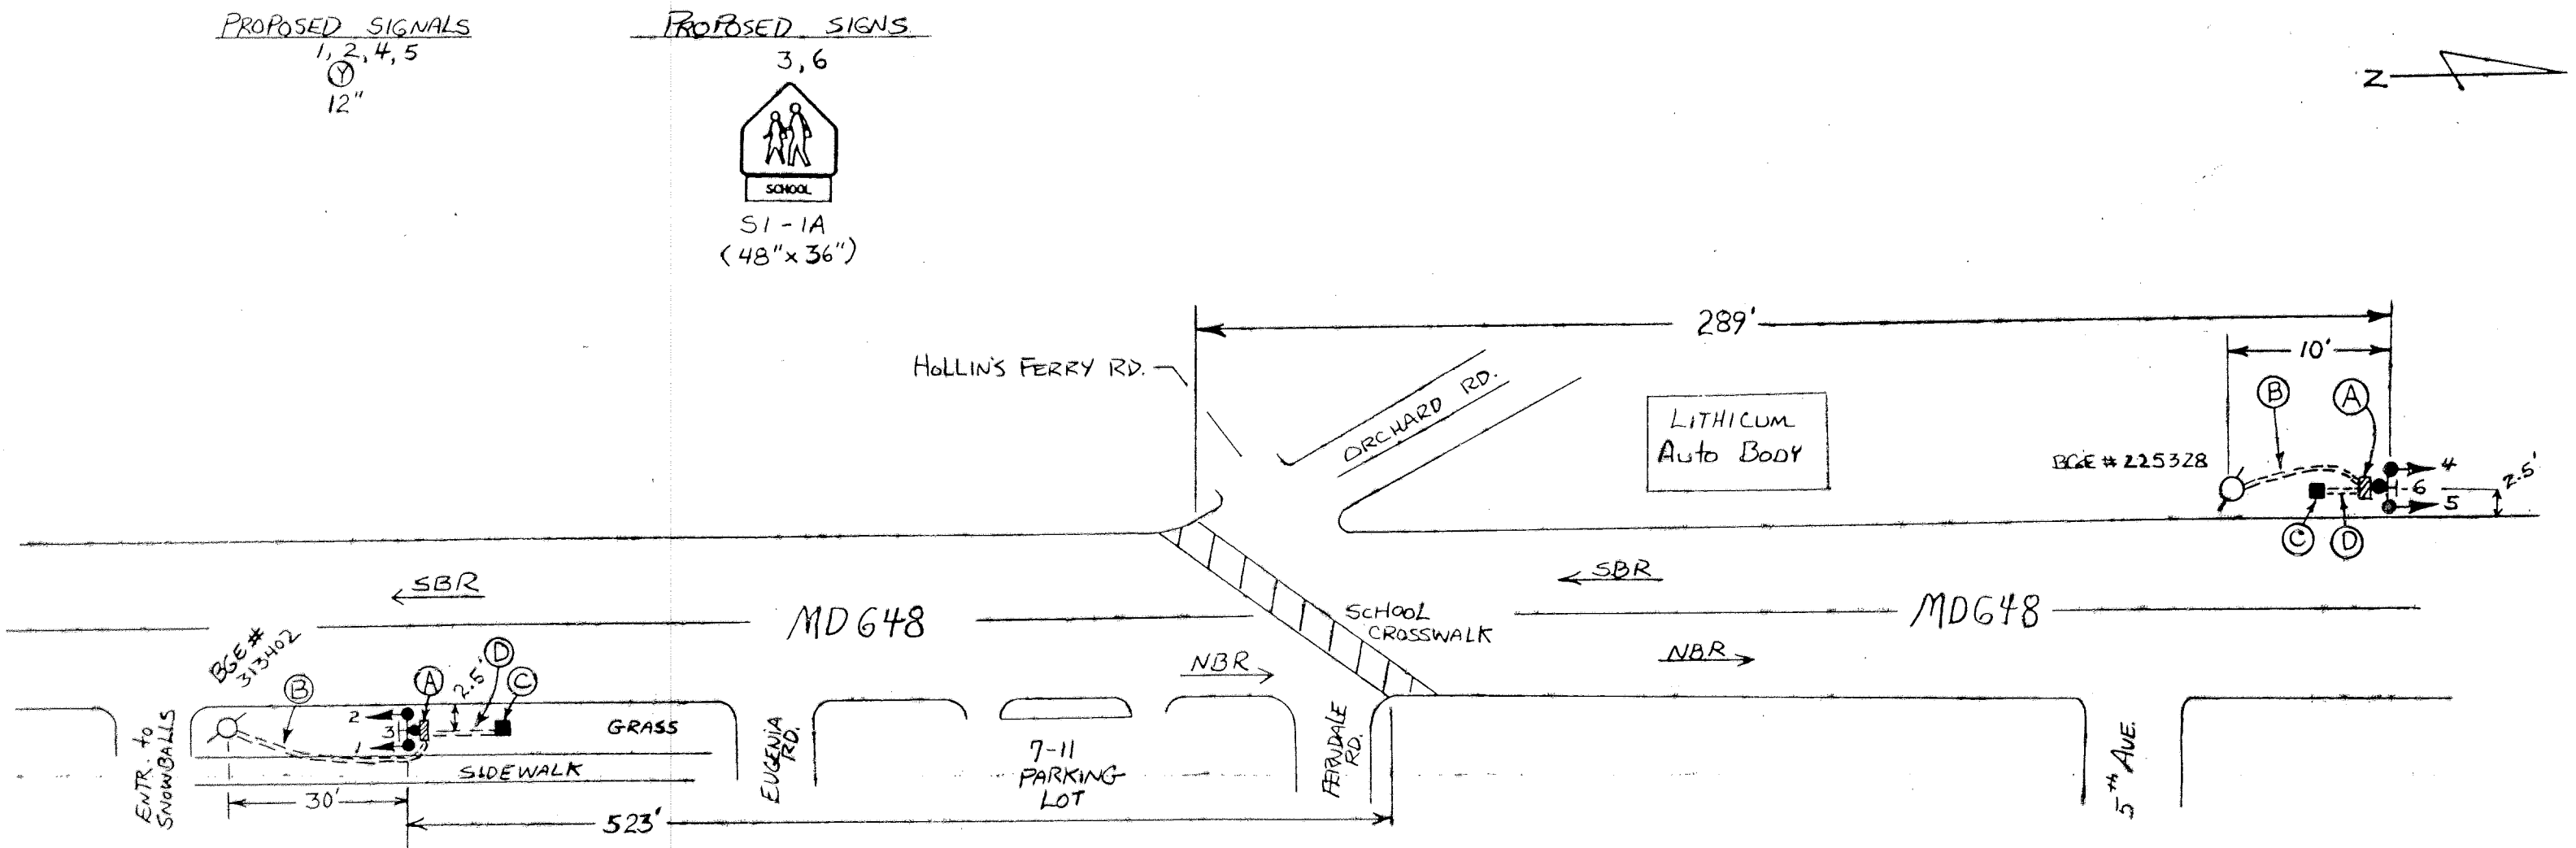 PROPOSED SIGNALS
1, 2, 4, 5
Y
12"
PROPOSED SIGNS
3, 6
SCHOOL
S1-1A
(48" x 36")
Z
289'
10'
HOLLIN'S FERRY RD.
ORCHARD RD.
LITHICUM
Auto Body
BGE # 225328
B
A
4
6
5
2.5'
C
D
SBR
SBR
MD 648
MD 648
SCHOOL
CROSSWALK
NBR
NBR
BGE #
313402
B
A
2.5'
D
C
2
3
1
GRASS
SIDEWALK
ENTR. to
SNOWBALLS
30'
523'
EUGENIA
RD.
7-11
PARKING
LOT
FERNDALE
RD.
5th AVE.